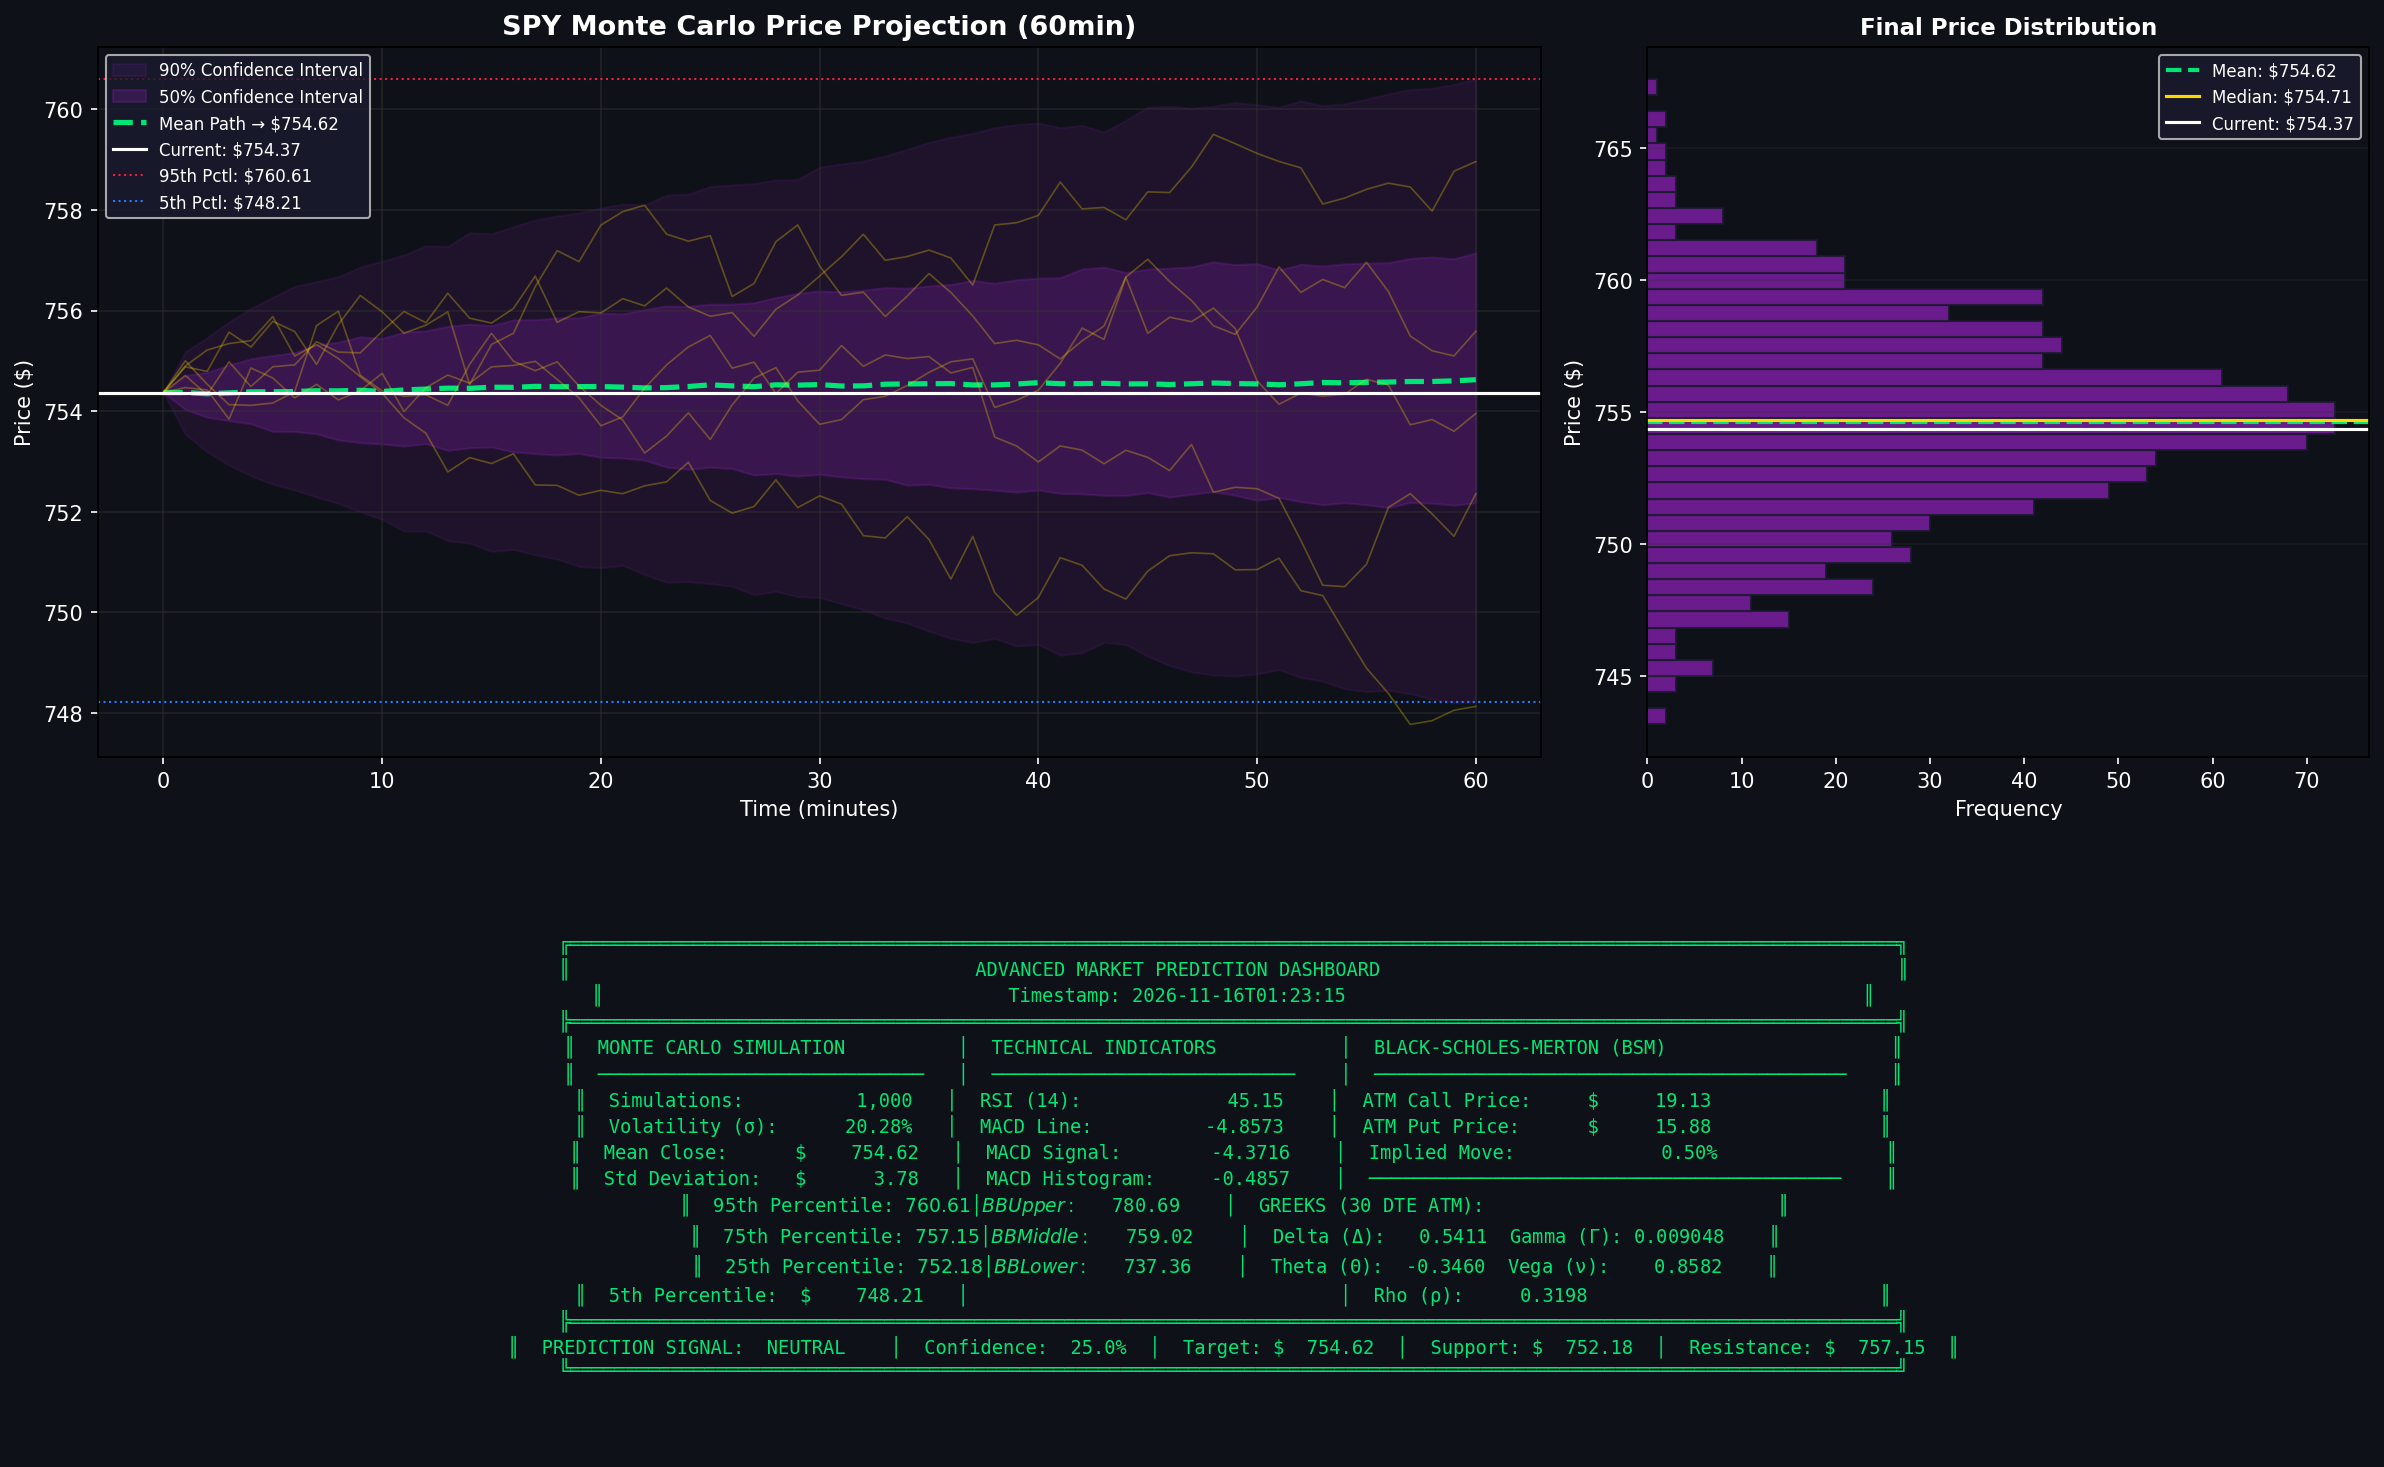 SPY Monte Carlo Price Projection (60min)
90% Confidence Interval
50% Confidence Interval
Mean Path → $754.62
Current: $754.37
95th Pctl: $760.61
5th Pctl: $748.21
Price ($)
760
758
756
754
752
750
748
0 10 20 30 40 50 60
Time (minutes)
Final Price Distribution
Mean: $754.62
Median: $754.71
Current: $754.37
Price ($)
765
760
755
750
745
0 10 20 30 40 50 60 70
Frequency
ADVANCED MARKET PREDICTION DASHBOARD
Timestamp: 2026-11-16T01:23:15
MONTE CARLO SIMULATION │ TECHNICAL INDICATORS │ BLACK-SCHOLES-MERTON (BSM)
Simulations: 1,000 │ RSI (14): 45.15 │ ATM Call Price: $ 19.13
Volatility (σ): 20.28% │ MACD Line: -4.8573 │ ATM Put Price: $ 15.88
Mean Close: $ 754.62 │ MACD Signal: -4.3716 │ Implied Move: 0.50%
Std Deviation: $ 3.78 │ MACD Histogram: -0.4857 │
95th Percentile: 760.61│BBUpper: 780.69 │ GREEKS (30 DTE ATM):
75th Percentile: 757.15│BBMiddle: 759.02 │ Delta (Δ): 0.5411 Gamma (Γ): 0.009048
25th Percentile: 752.18│BBLower: 737.36 │ Theta (Θ): -0.3460 Vega (ν): 0.8582
5th Percentile: $ 748.21 │ │ Rho (ρ): 0.3198
PREDICTION SIGNAL: NEUTRAL │ Confidence: 25.0% │ Target: $ 754.62 │ Support: $ 752.18 │ Resistance: $ 757.15